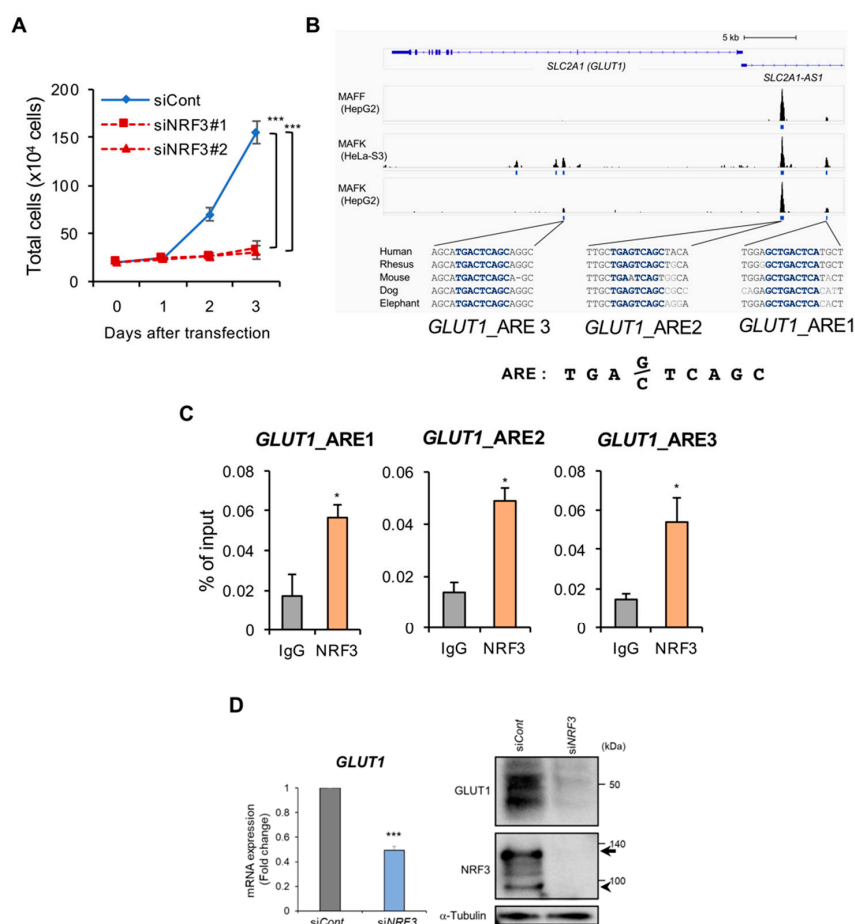 A
200
150
100
50
0
Total cells (x10⁴ cells)
siCont
siNRF3#1
siNRF3#2
***
***
0 1 2 3
Days after transfection
B
5 kb
SLC2A1 (GLUT1)
SLC2A1-AS1
MAFF
(HepG2)
MAFK
(HeLa-S3)
MAFK
(HepG2)
Human AGCATGACTCAGCAGGC TTGCTGAGTCAGCTACA TGGAGCTGACTCATGCT
Rhesus AGCATGACTCAGCAGGC TTGCTGAGTCAGCTGCA TGGGGCTGACTCATGCT
Mouse AGCATGACTCAGCA-GC TTGCTGAATCAGCTGGCA TGGAGCTGACTCATACT
Dog AGCATGACTCAGCAGGC TTGCTGAGTCAGCCGCC CAGAGCTGACTCATGCT
Elephant AGCATGACTCAGCAGGC TTGCTGAGTCAGCAGGA TGGAGCTGACTCACATT
GLUT1_ARE 3 GLUT1_ARE2 GLUT1_ARE1
ARE : T G A G/C T C A G C
C
GLUT1_ARE1
GLUT1_ARE2
GLUT1_ARE3
% of input
0.08
0.06
0.04
0.02
0
*
IgG NRF3
0.06
0.04
0.02
0
*
IgG NRF3
0.08
0.06
0.04
0.02
0
*
IgG NRF3
D
GLUT1
mRNA expression
(Fold change)
1
0.8
0.6
0.4
0.2
0
***
siCont siNRF3
siCont
siNRF3
(kDa)
GLUT1
50
NRF3
140
100
α-Tubulin